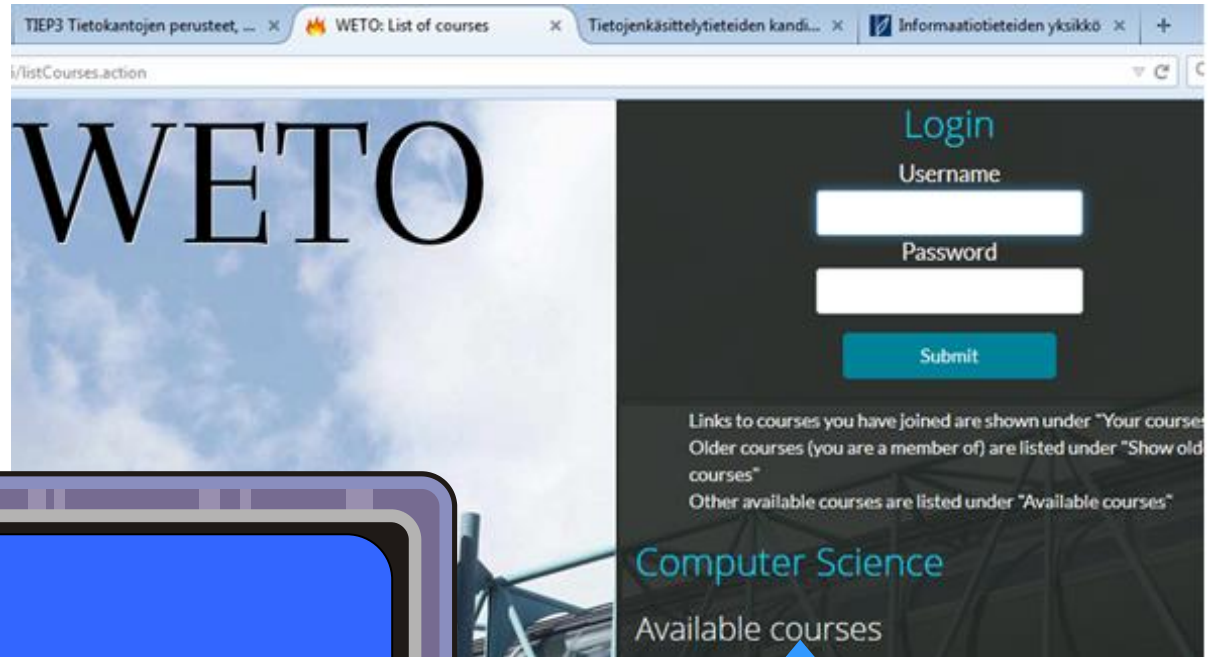 TIEP3 Tietokantojen perusteet, ...
WETO: List of courses
Tietojenkäsittelytieteiden kandi...
Informaatiotieteiden yksikkö
/listCourses.action
WETO
Login
Username
Password
Submit
Links to courses you have joined are shown under "Your courses
Older courses (you are a member of) are listed under "Show old
courses"
Other available courses are listed under "Available courses"
Computer Science
Available courses